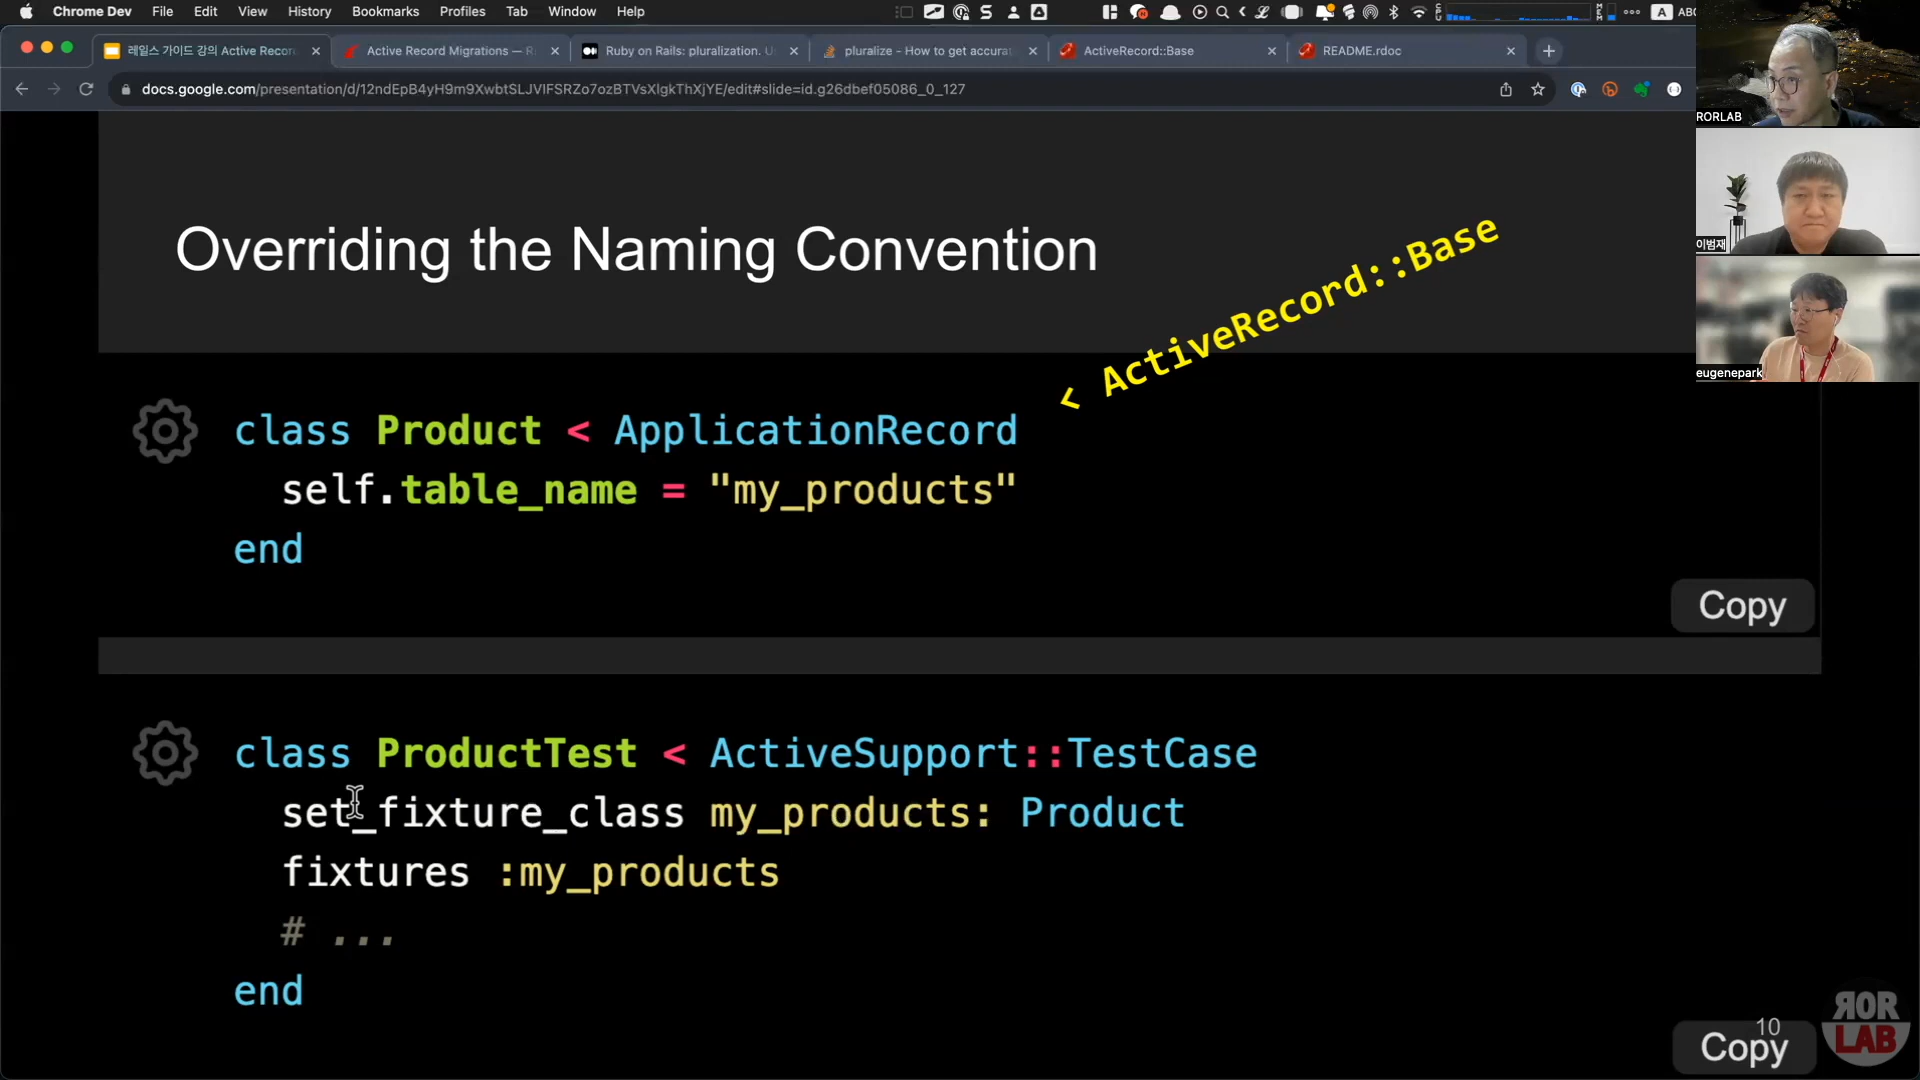 Chrome Dev File Edit View History Bookmarks Profiles Tab Window Help
A ABC
레일스 가이드 강의 Active Recor
Active Record Migrations — R
Ruby on Rails: pluralization. U
pluralize - How to get accurat
ActiveRecord::Base
README.rdoc
docs.google.com/presentation/d/12ndEpB4yH9m9XwbtSLJVIFSRZo7ozBTVsXlgkThXjYE/edit#slide=id.g26dbef05086_0_127
RORLAB
이범재
eugenepark
Overriding the Naming Convention
< ActiveRecord::Base
class Product < ApplicationRecord
self.table_name = "my_products"
end
Copy
class ProductTest < ActiveSupport::TestCase
set_fixture_class my_products: Product
fixtures :my_products
# ...
end
10
Copy
ROR
LAB